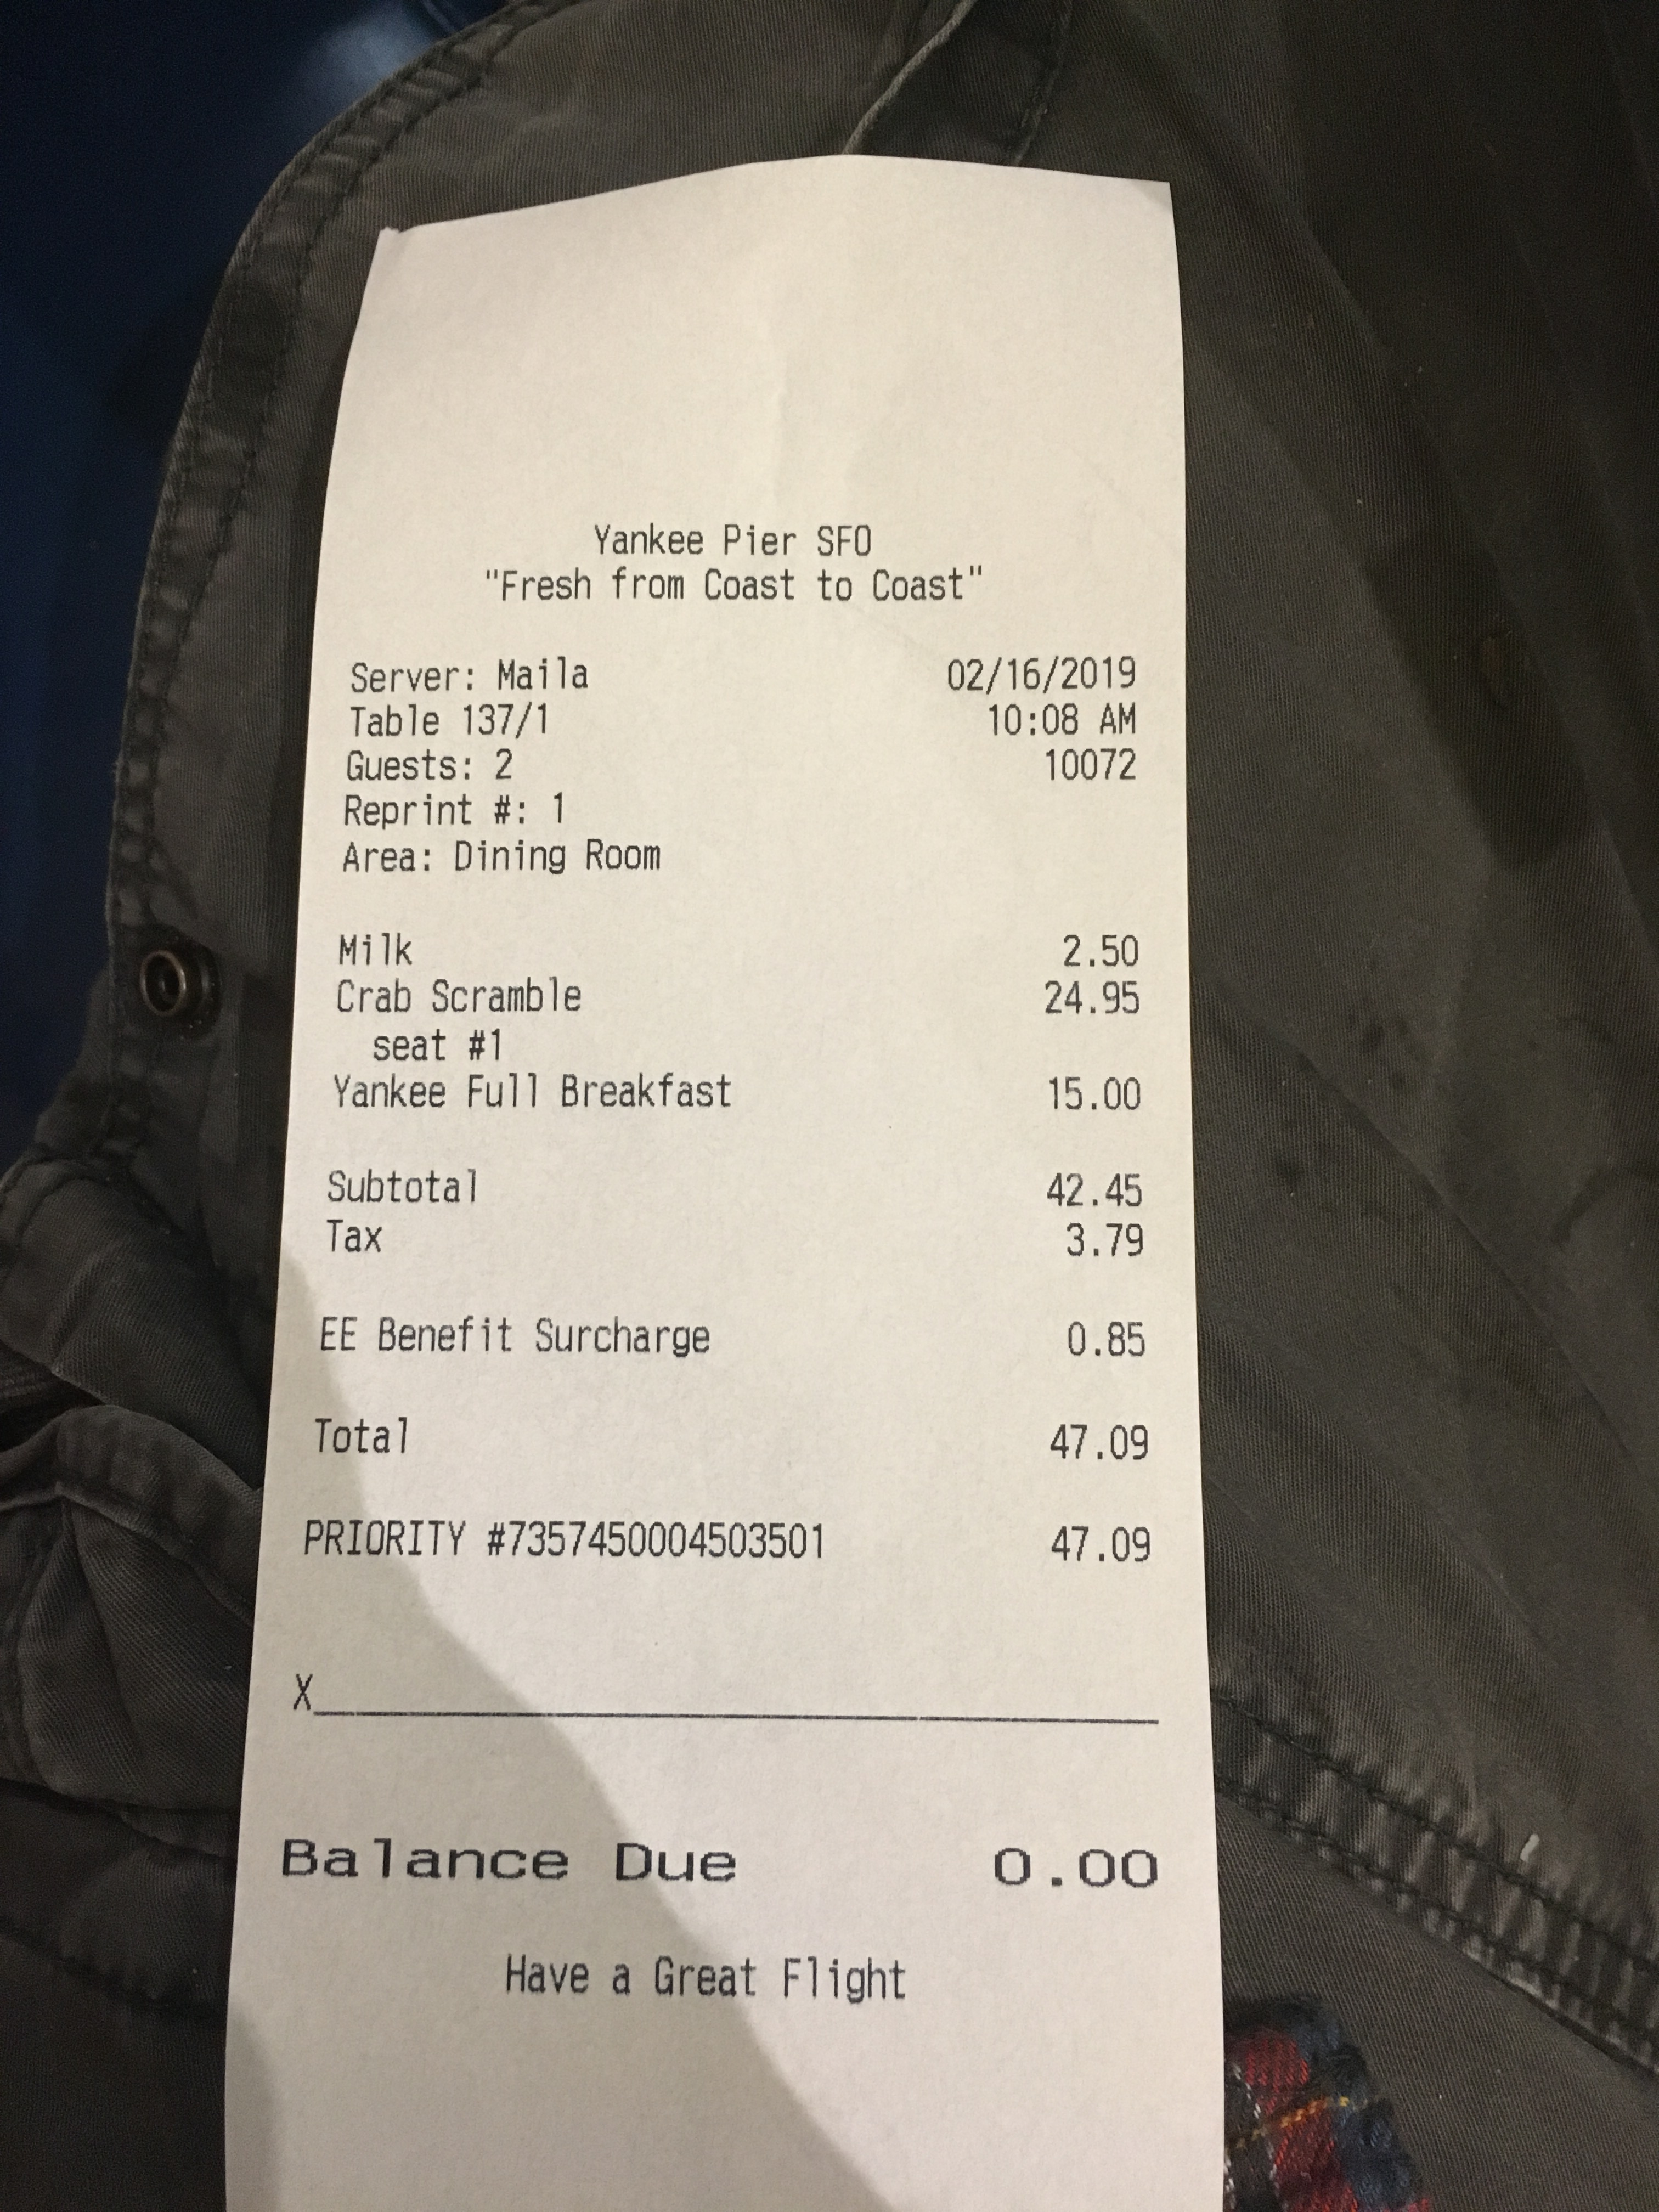 Yankee Pier SFO
"Fresh from Coast to Coast"
Server: Maila 02/16/2019
Table 137/1 10:08 AM
Guests: 2 10072
Reprint #: 1
Area: Dining Room
Milk 2.50
Crab Scramble 24.95
seat #1
Yankee Full Breakfast 15.00
Subtotal 42.45
Tax 3.79
EE Benefit Surcharge 0.85
Total 47.09
PRIORITY #7357450004503501 47.09
X
Balance Due 0.00
Have a Great Flight